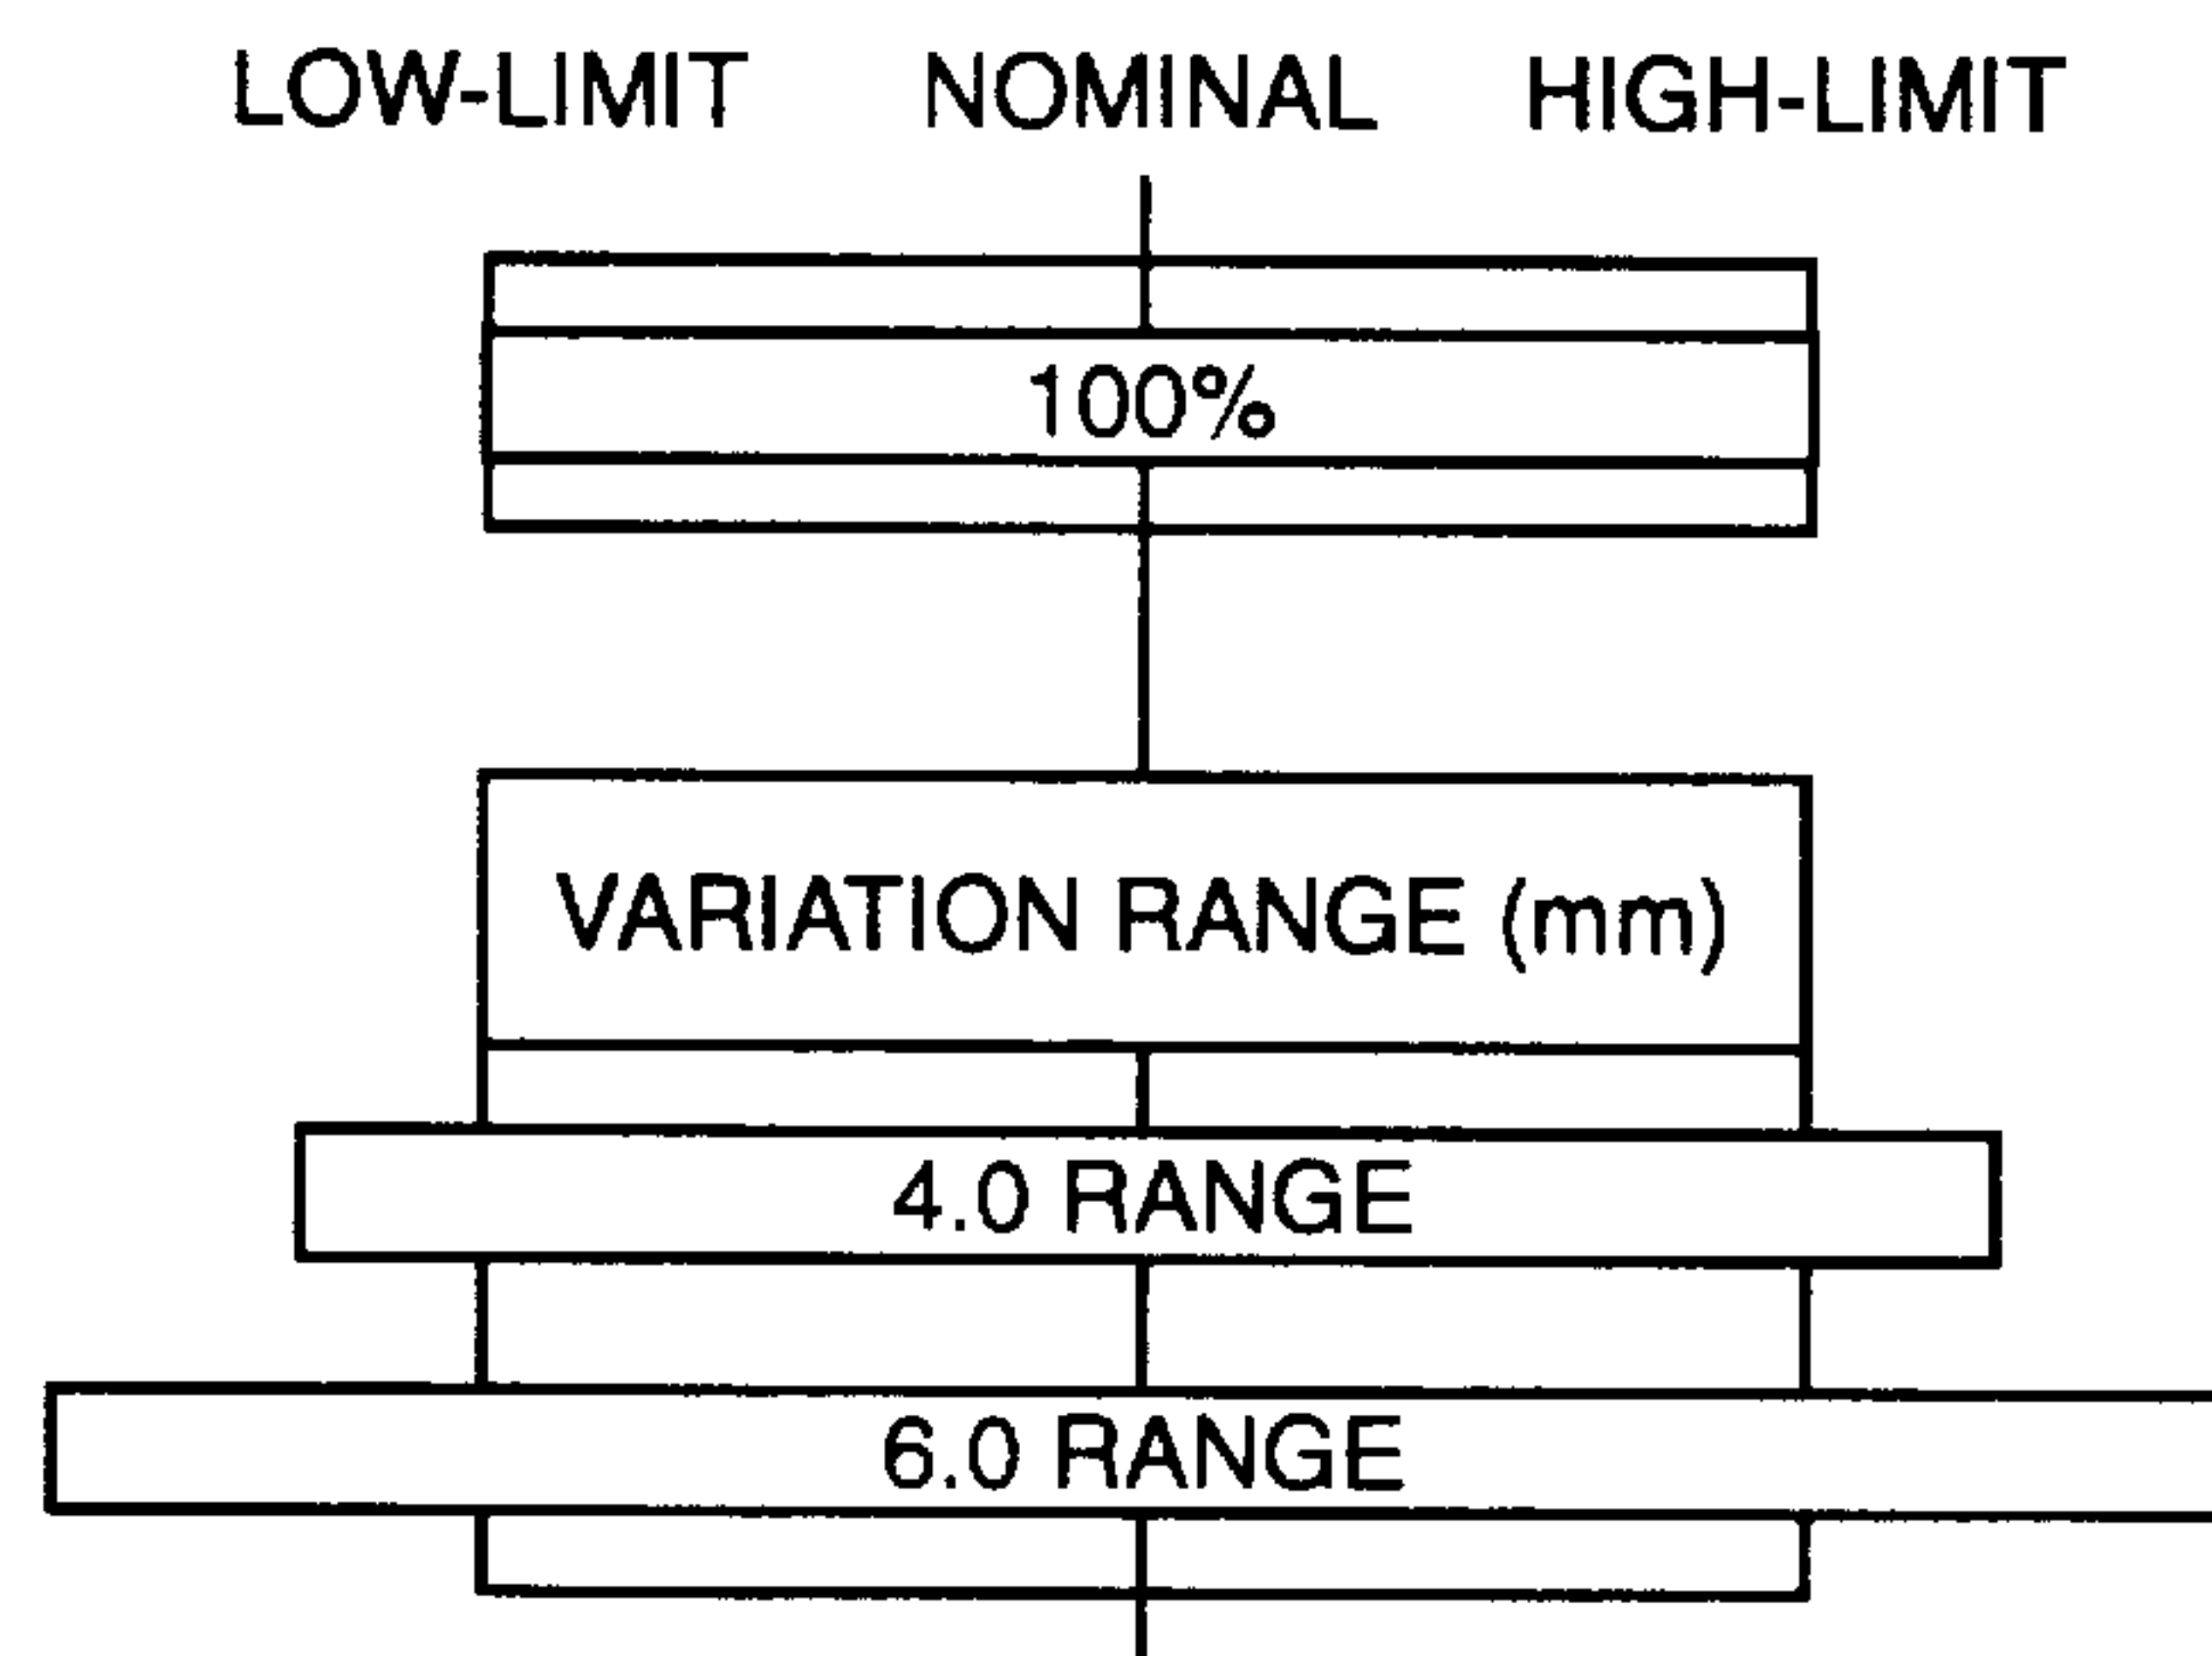 LOW-LIMIT NOMINAL HIGH-LIMIT
100%
VARIATION RANGE (mm)
4.0 RANGE
6.0 RANGE